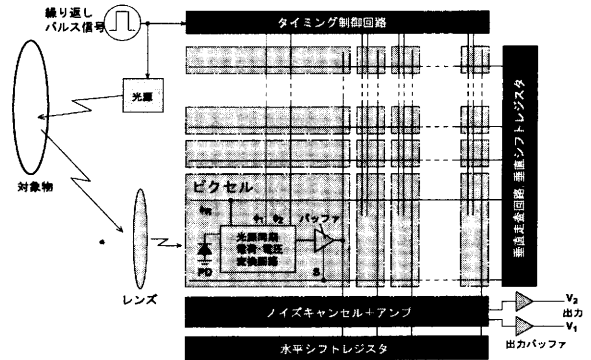 繰り返し
パルス信号
タイミング制御回路
光源
対象物
レンズ
ピクセル
φR
φ1
φ2
バッファ
光源同期
電荷・電圧
変換回路
PD
S
垂直走査回路,垂直シフトレジスタ
ノイズキャンセル+アンプ
水平シフトレジスタ
V2
出力
V1
出力バッファ